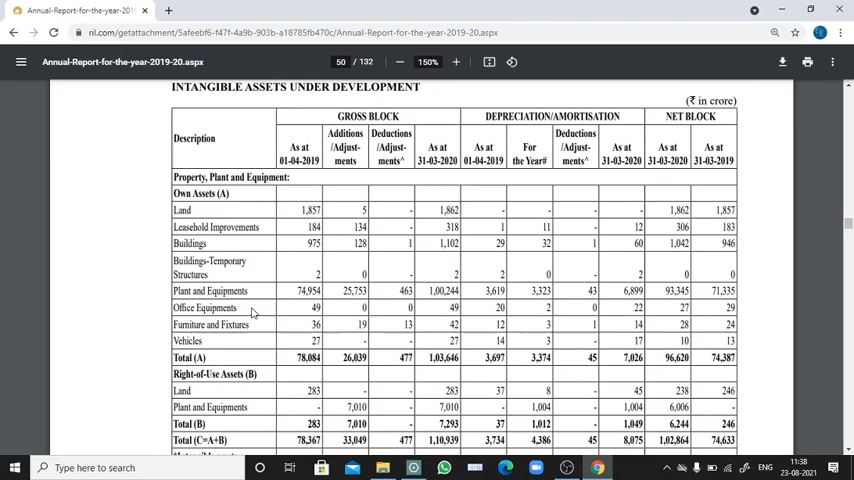 Annual-Report-for-the-year-2019-
ril.com/getattachment/5afeebf6-f47f-4a9b-903b-a18785fb470c/Annual-Report-for-the-year-2019-20.aspx
Annual-Report-for-the-year-2019-20.aspx 50 / 132 — 150% +
INTANGIBLE ASSETS UNDER DEVELOPMENT
(₹ in crore)
Description GROSS BLOCK DEPRECIATION/AMORTISATION NET BLOCK
As at 01-04-2019 Additions /Adjust- ments Deductions /Adjust- ments^ As at 31-03-2020 As at 01-04-2019 For the Year# Deductions /Adjust- ments^ As at 31-03-2020 As at 31-03-2020 As at 31-03-2019
Property, Plant and Equipment:
Own Assets (A)
Land 1,857 5 - 1,862 - - - - 1,862 1,857
Leasehold Improvements 184 134 - 318 1 11 - 12 306 183
Buildings 975 128 1 1,102 29 32 1 60 1,042 946
Buildings-Temporary
Structures 2 0 - 2 2 0 - 2 0 0
Plant and Equipments 74,954 25,753 463 1,00,244 3,619 3,323 43 6,899 93,345 71,335
Office Equipments 49 0 0 49 20 2 0 22 27 29
Furniture and Fixtures 36 19 13 42 12 3 1 14 28 24
Vehicles 27 - - 27 14 3 - 17 10 13
Total (A) 78,084 26,039 477 1,03,646 3,697 3,374 45 7,026 96,620 74,387
Right-of-Use Assets (B)
Land 283 - - 283 37 8 - 45 238 246
Plant and Equipments - 7,010 - 7,010 - 1,004 - 1,004 6,006 -
Total (B) 283 7,010 - 7,293 37 1,012 - 1,049 6,244 246
Total (C=A+B) 78,367 33,049 477 1,10,939 3,734 4,386 45 8,075 1,02,864 74,633
Type here to search
ENG
11:38
23-08-2021